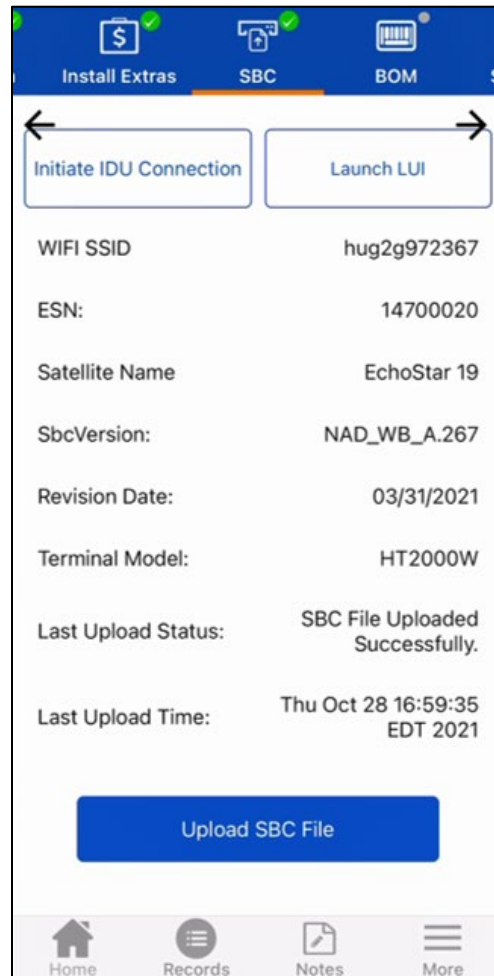 Install Extras
SBC
BOM
Initiate IDU Connection
Launch LUI
WIFI SSID
hug2g972367
ESN:
14700020
Satellite Name
EchoStar 19
SbcVersion:
NAD_WB_A.267
Revision Date:
03/31/2021
Terminal Model:
HT2000W
Last Upload Status:
SBC File Uploaded
Successfully.
Last Upload Time:
Thu Oct 28 16:59:35
EDT 2021
Upload SBC File
Home
Records
Notes
More